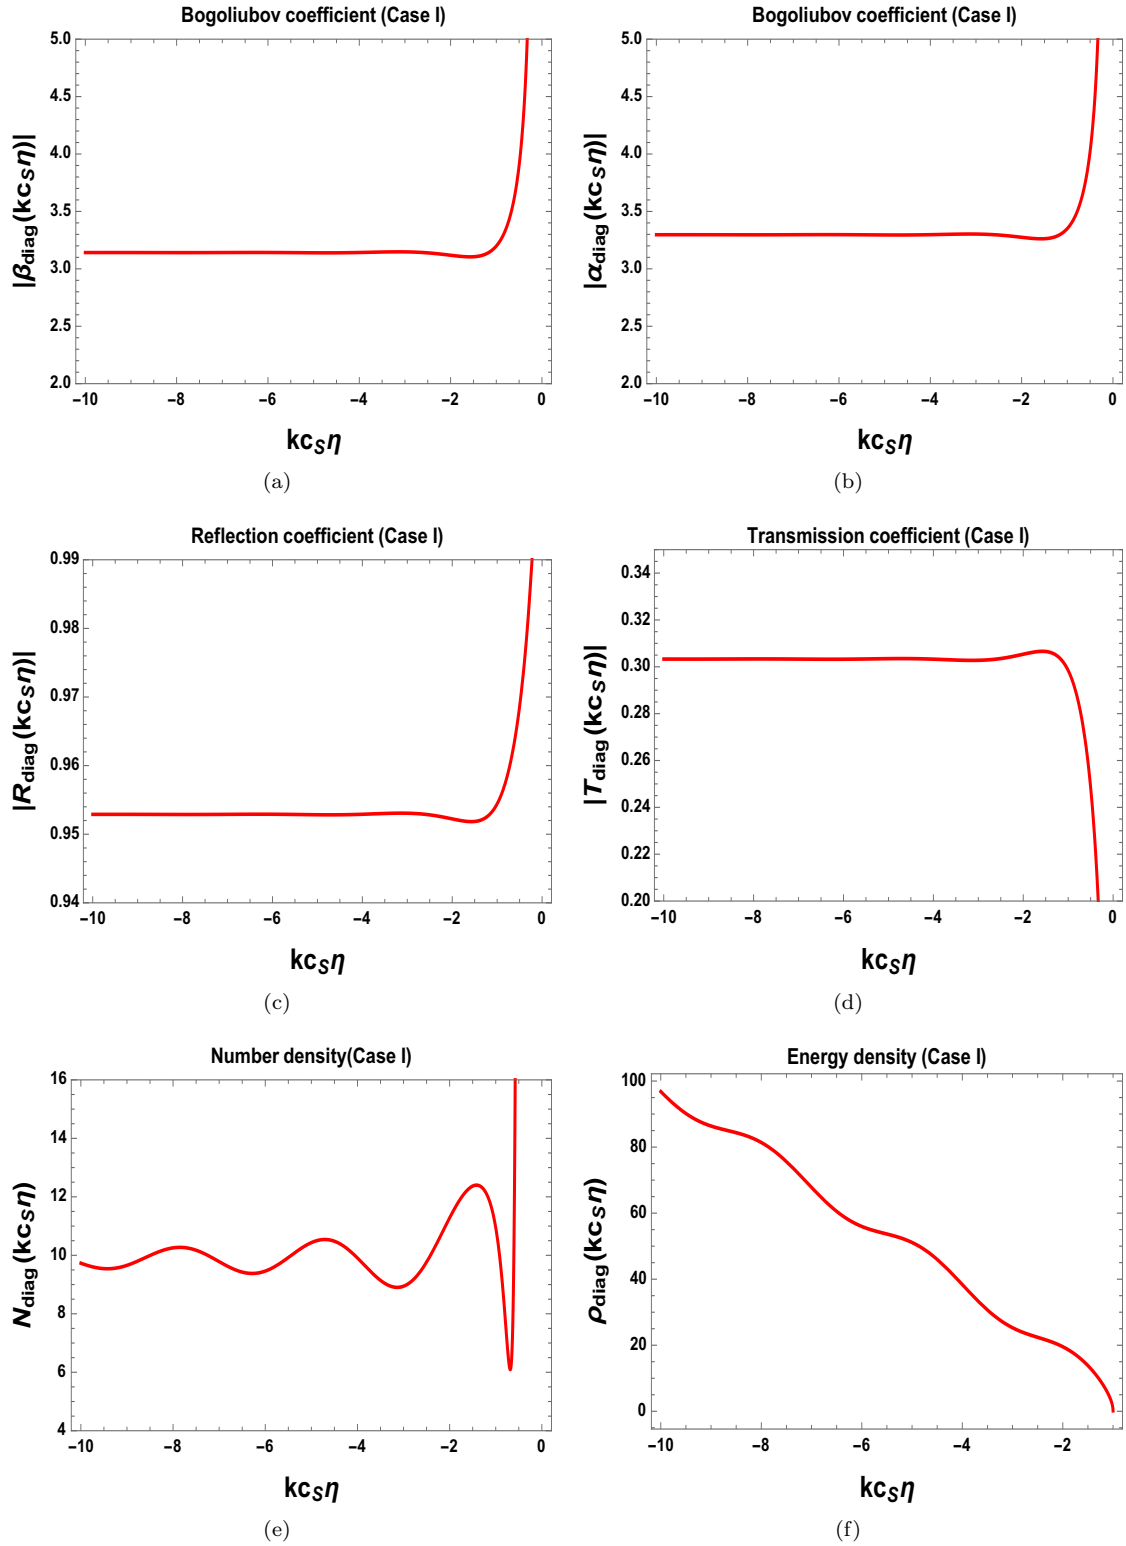 Bogoliubov coefficient (Case I)
|βdiag(kcSη)|
5.0
4.5
4.0
3.5
3.0
2.5
2.0
−10 −8 −6 −4 −2 0
kcSη
(a)
Bogoliubov coefficient (Case I)
|αdiag(kcSη)|
5.0
4.5
4.0
3.5
3.0
2.5
2.0
−10 −8 −6 −4 −2 0
kcSη
(b)
Reflection coefficient (Case I)
|Rdiag(kcSη)|
0.99
0.98
0.97
0.96
0.95
0.94
−10 −8 −6 −4 −2 0
kcSη
(c)
Transmission coefficient (Case I)
|Tdiag(kcSη)|
0.34
0.32
0.30
0.28
0.26
0.24
0.22
0.20
−10 −8 −6 −4 −2 0
kcSη
(d)
Number density(Case I)
Ndiag(kcSη)
16
14
12
10
8
6
4
−10 −8 −6 −4 −2 0
kcSη
(e)
Energy density (Case I)
ρdiag(kcSη)
100
80
60
40
20
0
−10 −8 −6 −4 −2
kcSη
(f)